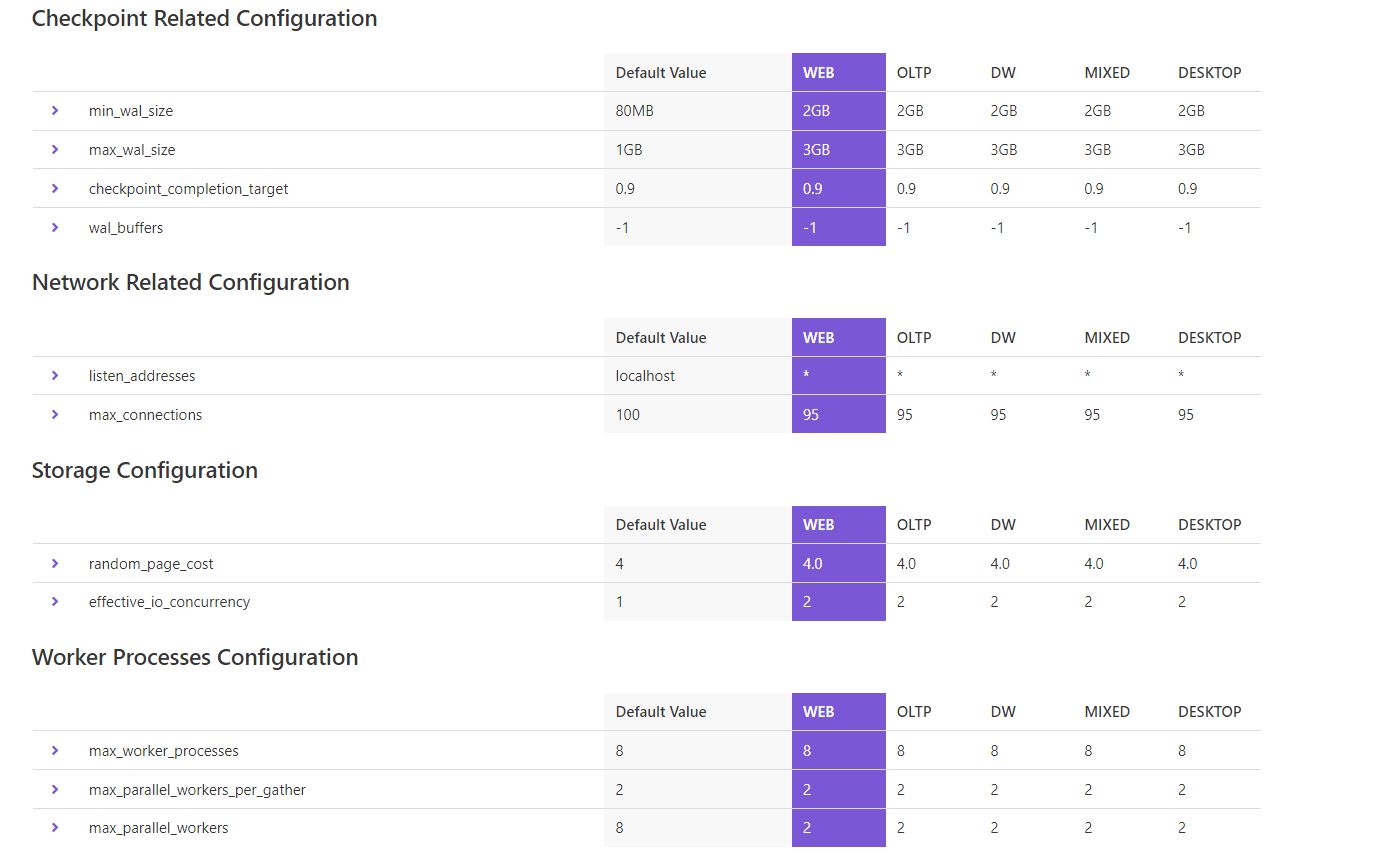 Checkpoint Related Configuration
Default Value WEB OLTP DW MIXED DESKTOP
min_wal_size 80MB 2GB 2GB 2GB 2GB 2GB
max_wal_size 1GB 3GB 3GB 3GB 3GB 3GB
checkpoint_completion_target 0.9 0.9 0.9 0.9 0.9 0.9
wal_buffers -1 -1 -1 -1 -1 -1
Network Related Configuration
Default Value WEB OLTP DW MIXED DESKTOP
listen_addresses localhost * * * * *
max_connections 100 95 95 95 95 95
Storage Configuration
Default Value WEB OLTP DW MIXED DESKTOP
random_page_cost 4 4.0 4.0 4.0 4.0 4.0
effective_io_concurrency 1 2 2 2 2 2
Worker Processes Configuration
Default Value WEB OLTP DW MIXED DESKTOP
max_worker_processes 8 8 8 8 8 8
max_parallel_workers_per_gather 2 2 2 2 2 2
max_parallel_workers 8 2 2 2 2 2